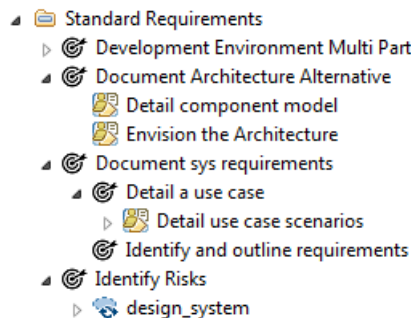 Standard Requirements
Development Environment Multi Part
Document Architecture Alternative
Detail component model
Envision the Architecture
Document sys requirements
Detail a use case
Detail use case scenarios
Identify and outline requirements
Identify Risks
design_system